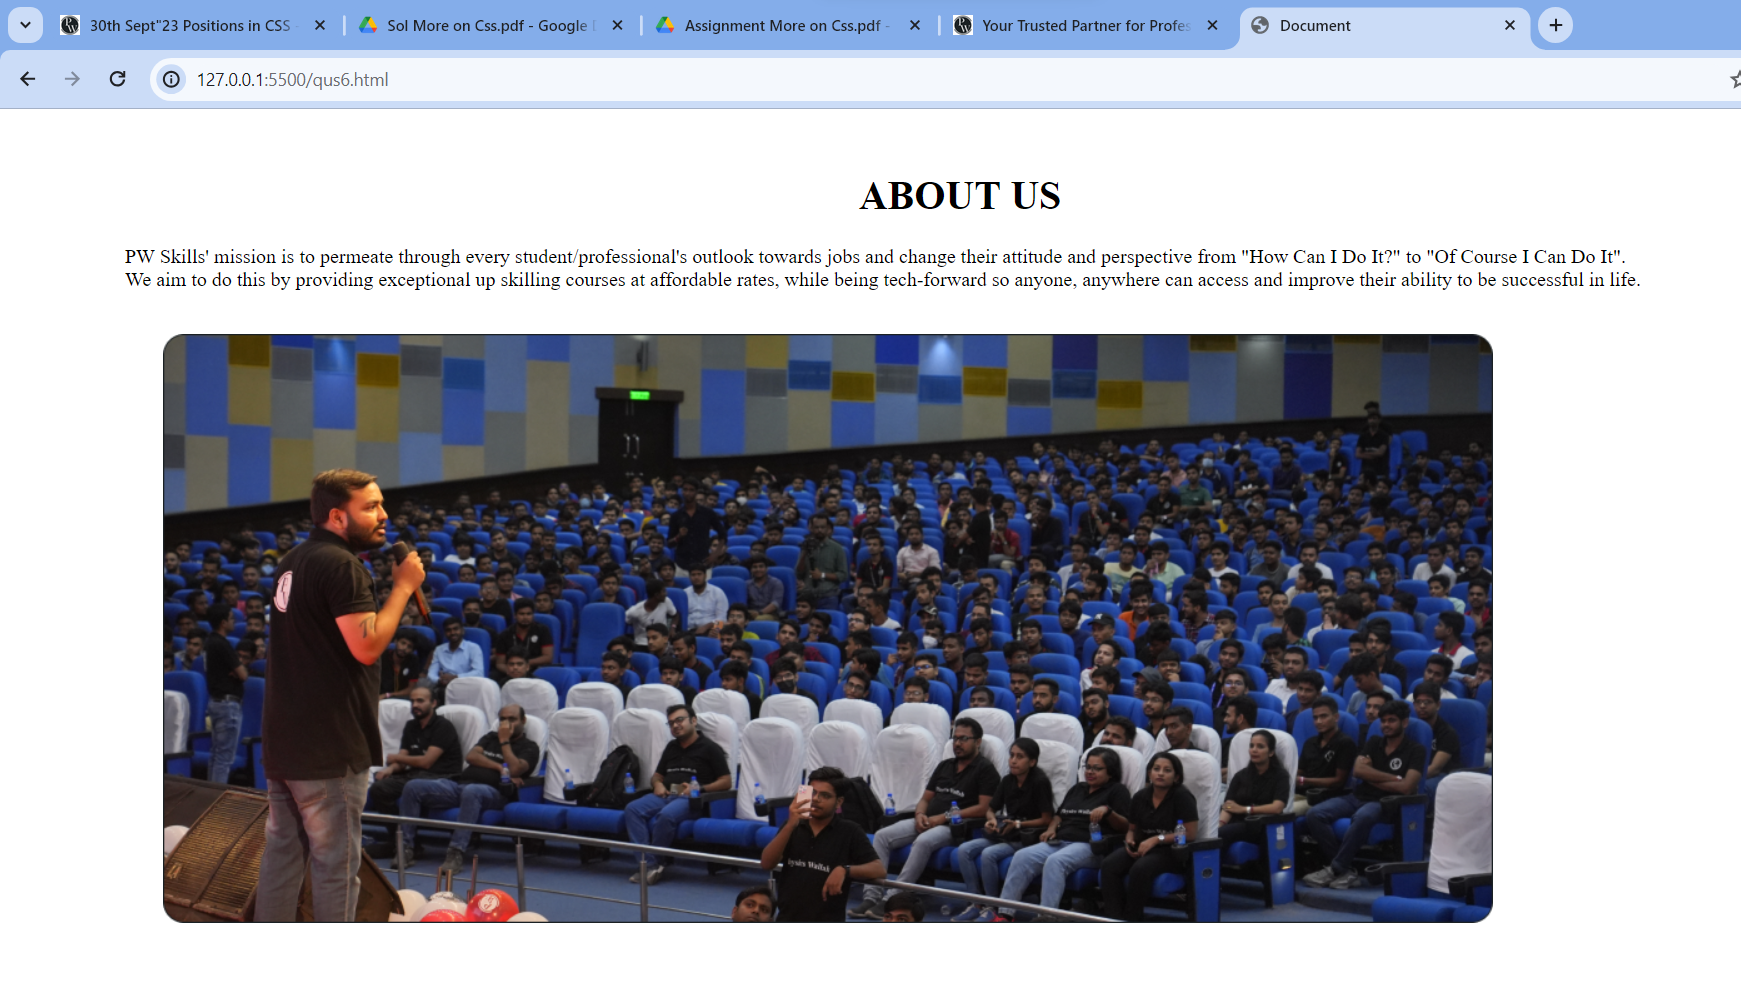 30th Sept"23 Positions in CSS
Sol More on Css.pdf - Google
Assignment More on Css.pdf -
Your Trusted Partner for Profes
Document
127.0.0.1:5500/qus6.html
ABOUT US
PW Skills' mission is to permeate through every student/professional's outlook towards jobs and change their attitude and perspective from "How Can I Do It?" to "Of Course I Can Do It".
We aim to do this by providing exceptional up skilling courses at affordable rates, while being tech-forward so anyone, anywhere can access and improve their ability to be successful in life.